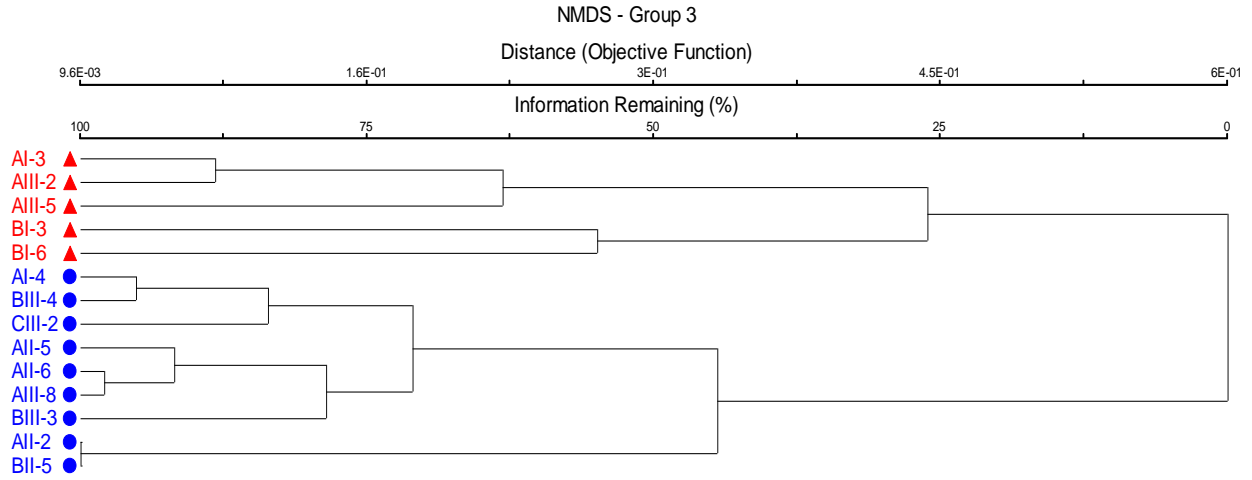 NMDS - Group 3
Distance (Objective Function)
9.6E-03 1.6E-01 3E-01 4.5E-01 6E-01
Information Remaining (%)
100 75 50 25 0
AI-3
AIII-2
AIII-5
BI-3
BI-6
AI-4
BIII-4
CIII-2
AII-5
AII-6
AIII-8
BIII-3
AII-2
BII-5